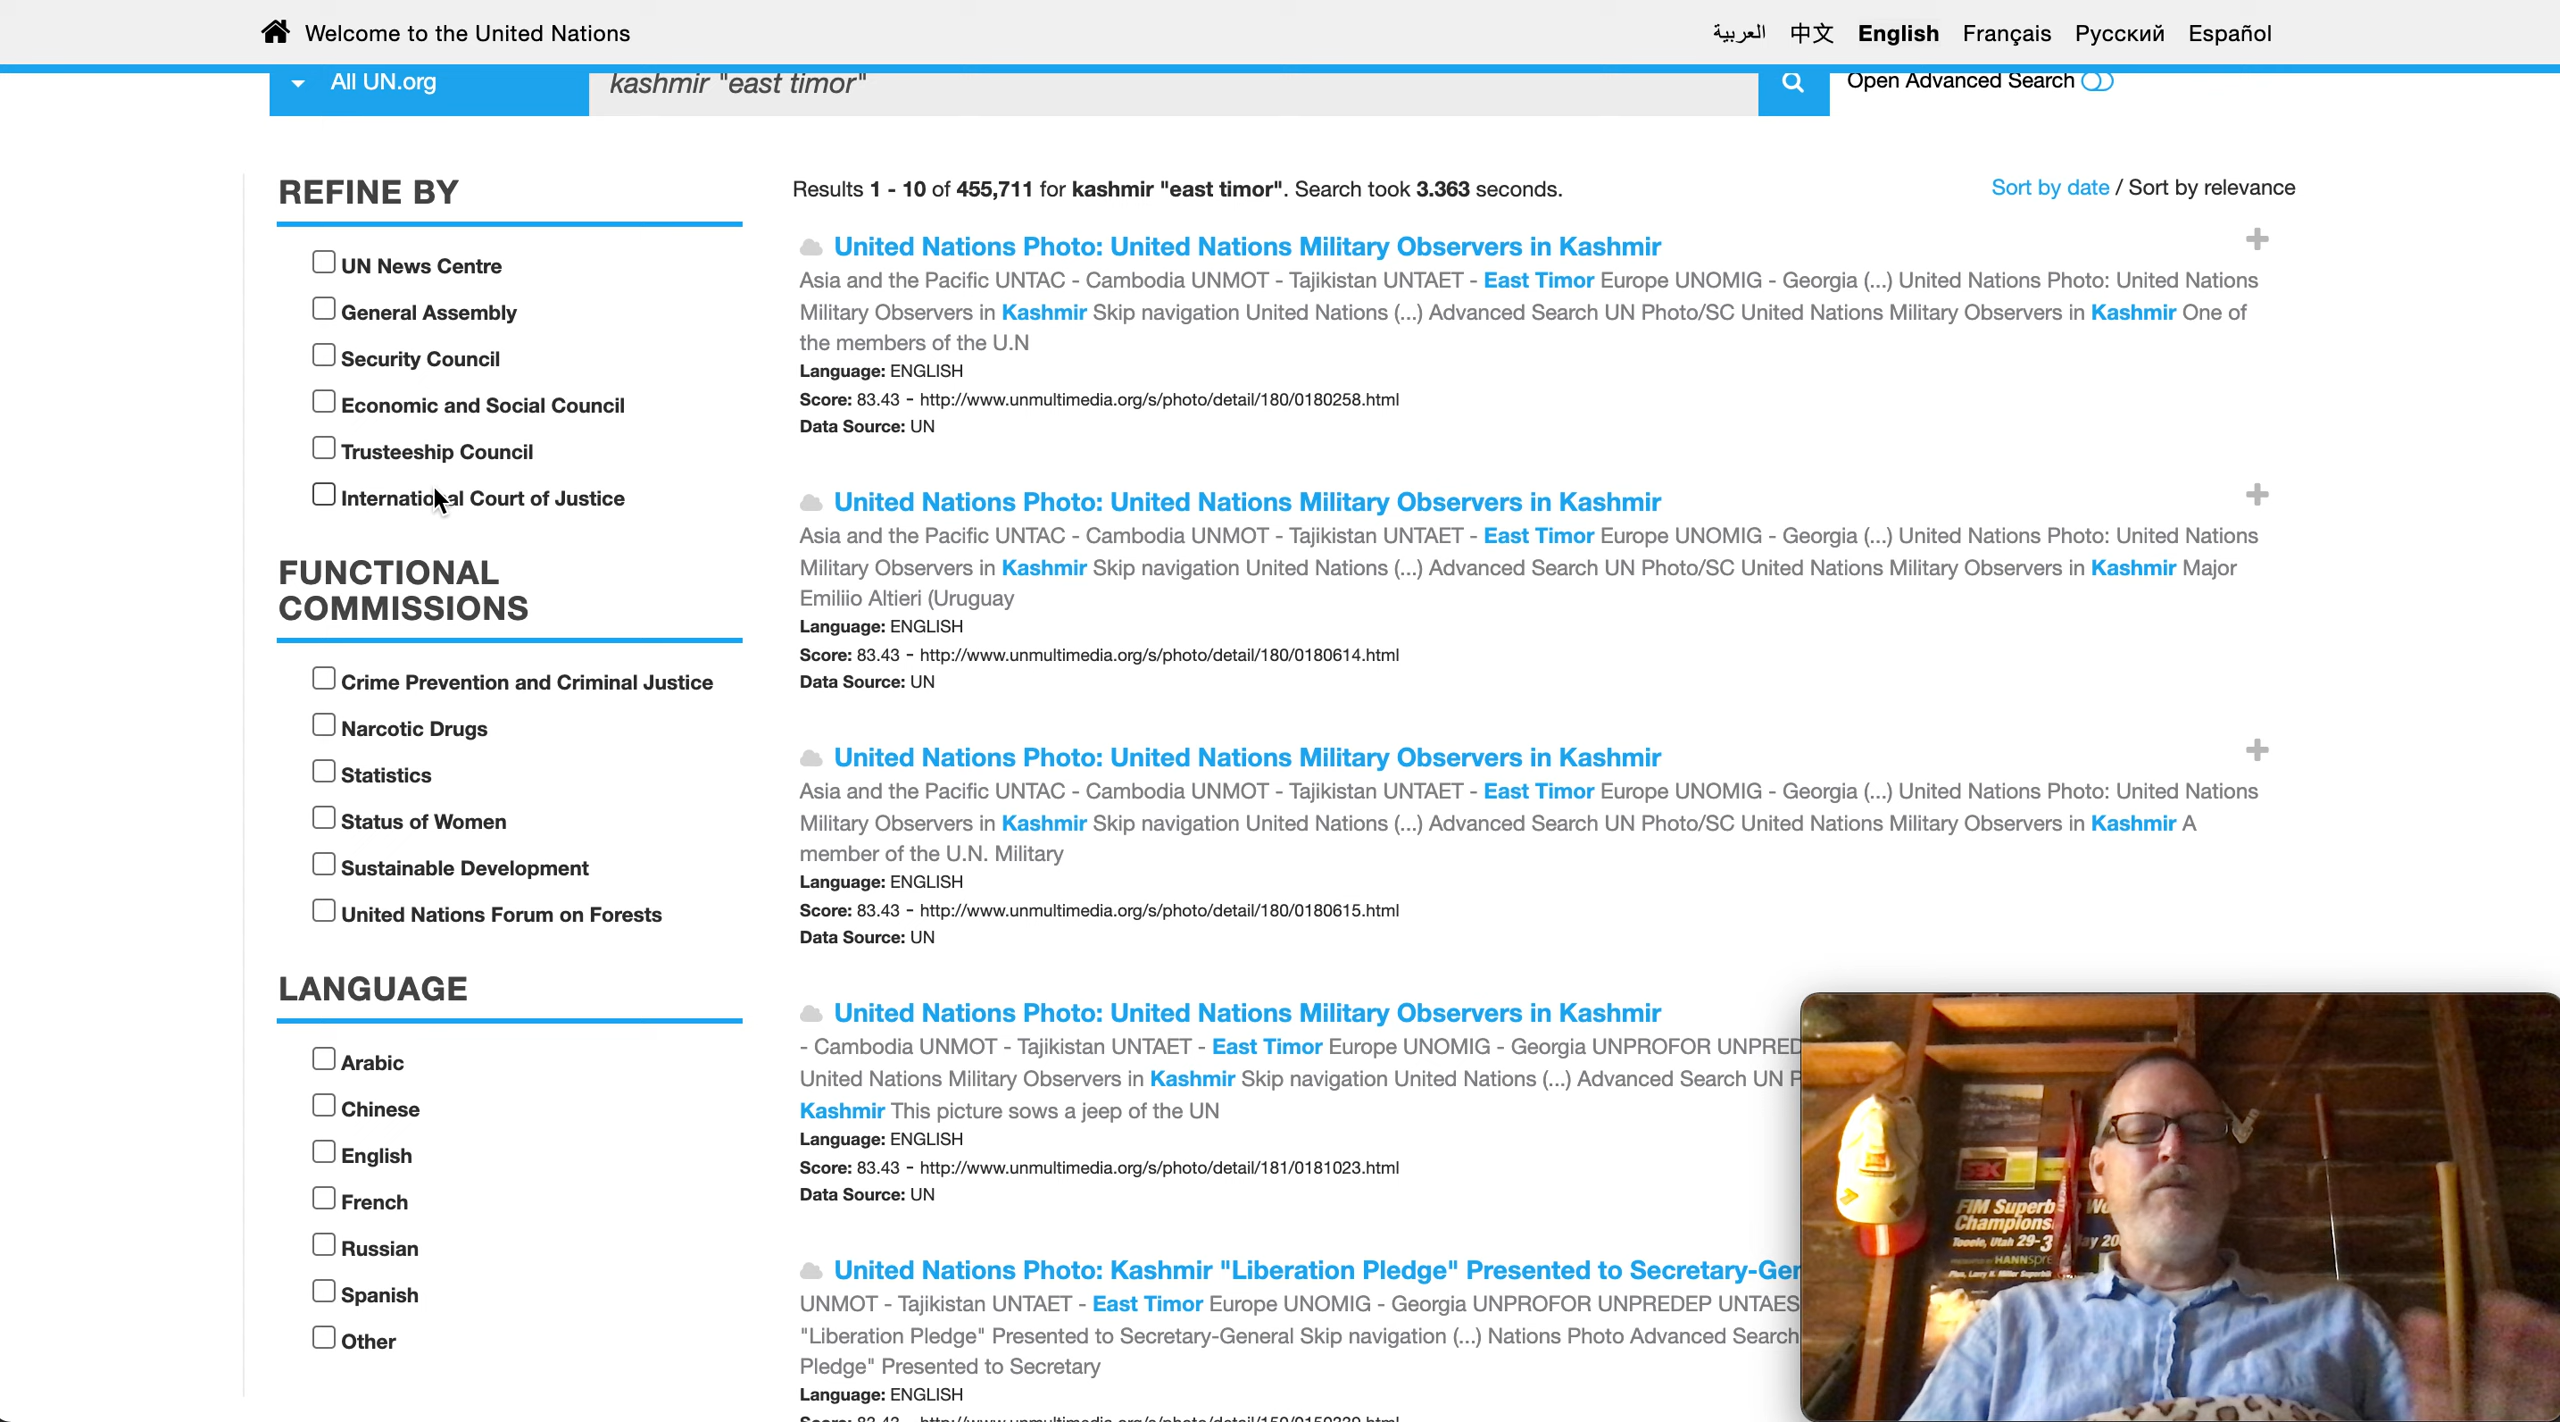 Welcome to the United Nations
العربية 中文 English Français Русский Español
All UN.org
kashmir "east timor"
Open Advanced Search
REFINE BY
UN News Centre
General Assembly
Security Council
Economic and Social Council
Trusteeship Council
International Court of Justice
FUNCTIONAL
COMMISSIONS
Crime Prevention and Criminal Justice
Narcotic Drugs
Statistics
Status of Women
Sustainable Development
United Nations Forum on Forests
LANGUAGE
Arabic
Chinese
English
French
Russian
Spanish
Other
Results 1 - 10 of 455,711 for kashmir "east timor". Search took 3.363 seconds.
Sort by date / Sort by relevance
United Nations Photo: United Nations Military Observers in Kashmir
Asia and the Pacific UNTAC - Cambodia UNMOT - Tajikistan UNTAET - East Timor Europe UNOMIG - Georgia (...) United Nations Photo: United Nations
Military Observers in Kashmir Skip navigation United Nations (...) Advanced Search UN Photo/SC United Nations Military Observers in Kashmir One of
the members of the U.N
Language: ENGLISH
Score: 83.43 - http://www.unmultimedia.org/s/photo/detail/180/0180258.html
Data Source: UN
United Nations Photo: United Nations Military Observers in Kashmir
Asia and the Pacific UNTAC - Cambodia UNMOT - Tajikistan UNTAET - East Timor Europe UNOMIG - Georgia (...) United Nations Photo: United Nations
Military Observers in Kashmir Skip navigation United Nations (...) Advanced Search UN Photo/SC United Nations Military Observers in Kashmir Major
Emiliio Altieri (Uruguay
Language: ENGLISH
Score: 83.43 - http://www.unmultimedia.org/s/photo/detail/180/0180614.html
Data Source: UN
United Nations Photo: United Nations Military Observers in Kashmir
Asia and the Pacific UNTAC - Cambodia UNMOT - Tajikistan UNTAET - East Timor Europe UNOMIG - Georgia (...) United Nations Photo: United Nations
Military Observers in Kashmir Skip navigation United Nations (...) Advanced Search UN Photo/SC United Nations Military Observers in Kashmir A
member of the U.N. Military
Language: ENGLISH
Score: 83.43 - http://www.unmultimedia.org/s/photo/detail/180/0180615.html
Data Source: UN
United Nations Photo: United Nations Military Observers in Kashmir
- Cambodia UNMOT - Tajikistan UNTAET - East Timor Europe UNOMIG - Georgia UNPROFOR UNPRED
United Nations Military Observers in Kashmir Skip navigation United Nations (...) Advanced Search UN P
Kashmir This picture sows a jeep of the UN
Language: ENGLISH
Score: 83.43 - http://www.unmultimedia.org/s/photo/detail/181/0181023.html
Data Source: UN
United Nations Photo: Kashmir "Liberation Pledge" Presented to Secretary-Ger
UNMOT - Tajikistan UNTAET - East Timor Europe UNOMIG - Georgia UNPROFOR UNPREDEP UNTAES
"Liberation Pledge" Presented to Secretary-General Skip navigation (...) Nations Photo Advanced Search
Pledge" Presented to Secretary
Language: ENGLISH
FIM Superb
Champions
Tooele, Utah 29-3